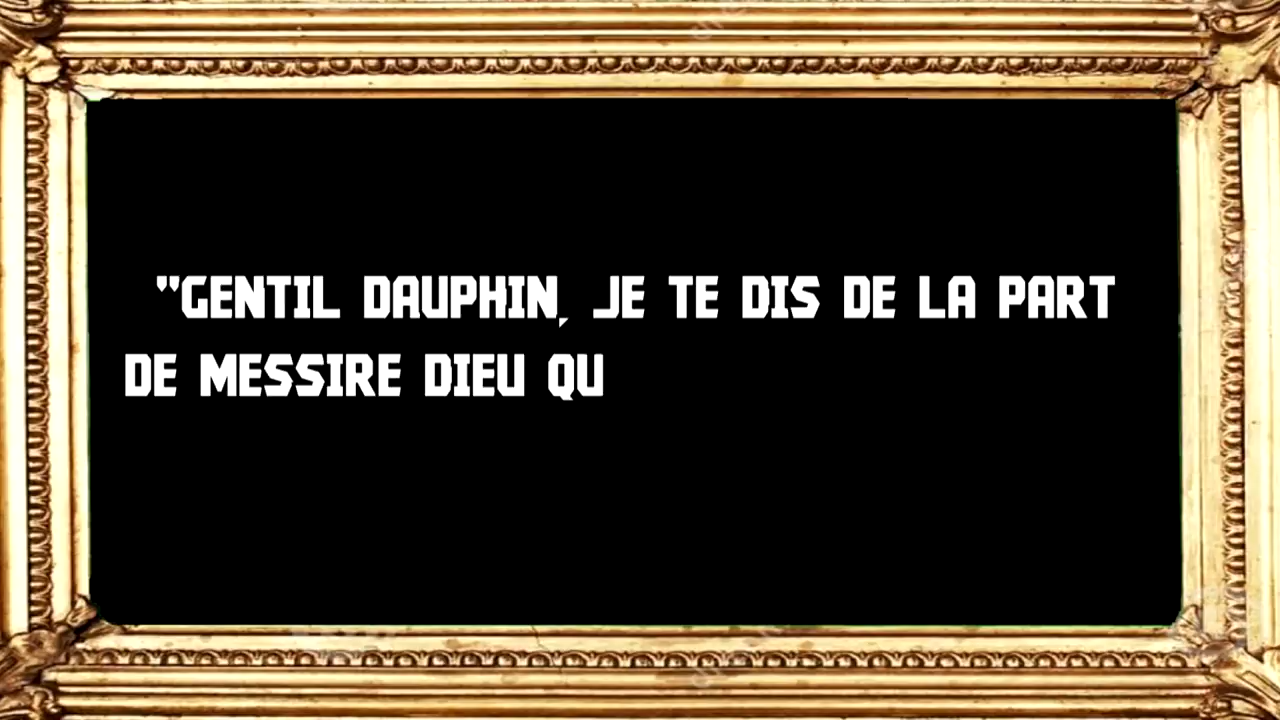 "GENTIL DAUPHIN, JE TE DIS DE LA PART
DE MESSIRE DIEU QU